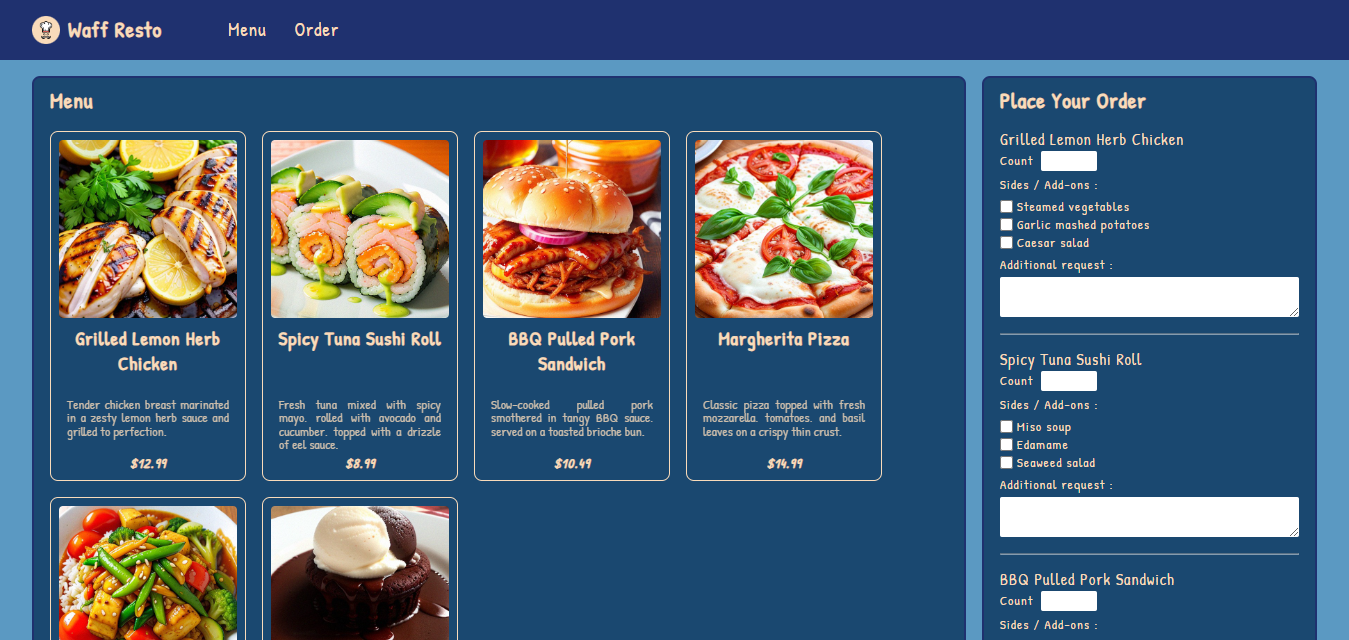 Waff Resto
Menu
Order
Menu
Grilled Lemon Herb
Chicken
Tender chicken breast marinated
in a zesty lemon herb sauce and
grilled to perfection.
$12.99
Spicy Tuna Sushi Roll
Fresh tuna mixed with spicy
mayo, rolled with avocado and
cucumber, topped with a drizzle
of eel sauce.
$8.99
BBQ Pulled Pork
Sandwich
Slow-cooked pulled pork
smothered in tangy BBQ sauce,
served on a toasted brioche bun.
$10.49
Margherita Pizza
Classic pizza topped with fresh
mozzarella, tomatoes, and basil
leaves on a crispy thin crust.
$14.99
Place Your Order
Grilled Lemon Herb Chicken
Count
Sides / Add-ons :
Steamed vegetables
Garlic mashed potatoes
Caesar salad
Additional request :
Spicy Tuna Sushi Roll
Count
Sides / Add-ons :
Miso soup
Edamame
Seaweed salad
Additional request :
BBQ Pulled Pork Sandwich
Count
Sides / Add-ons :